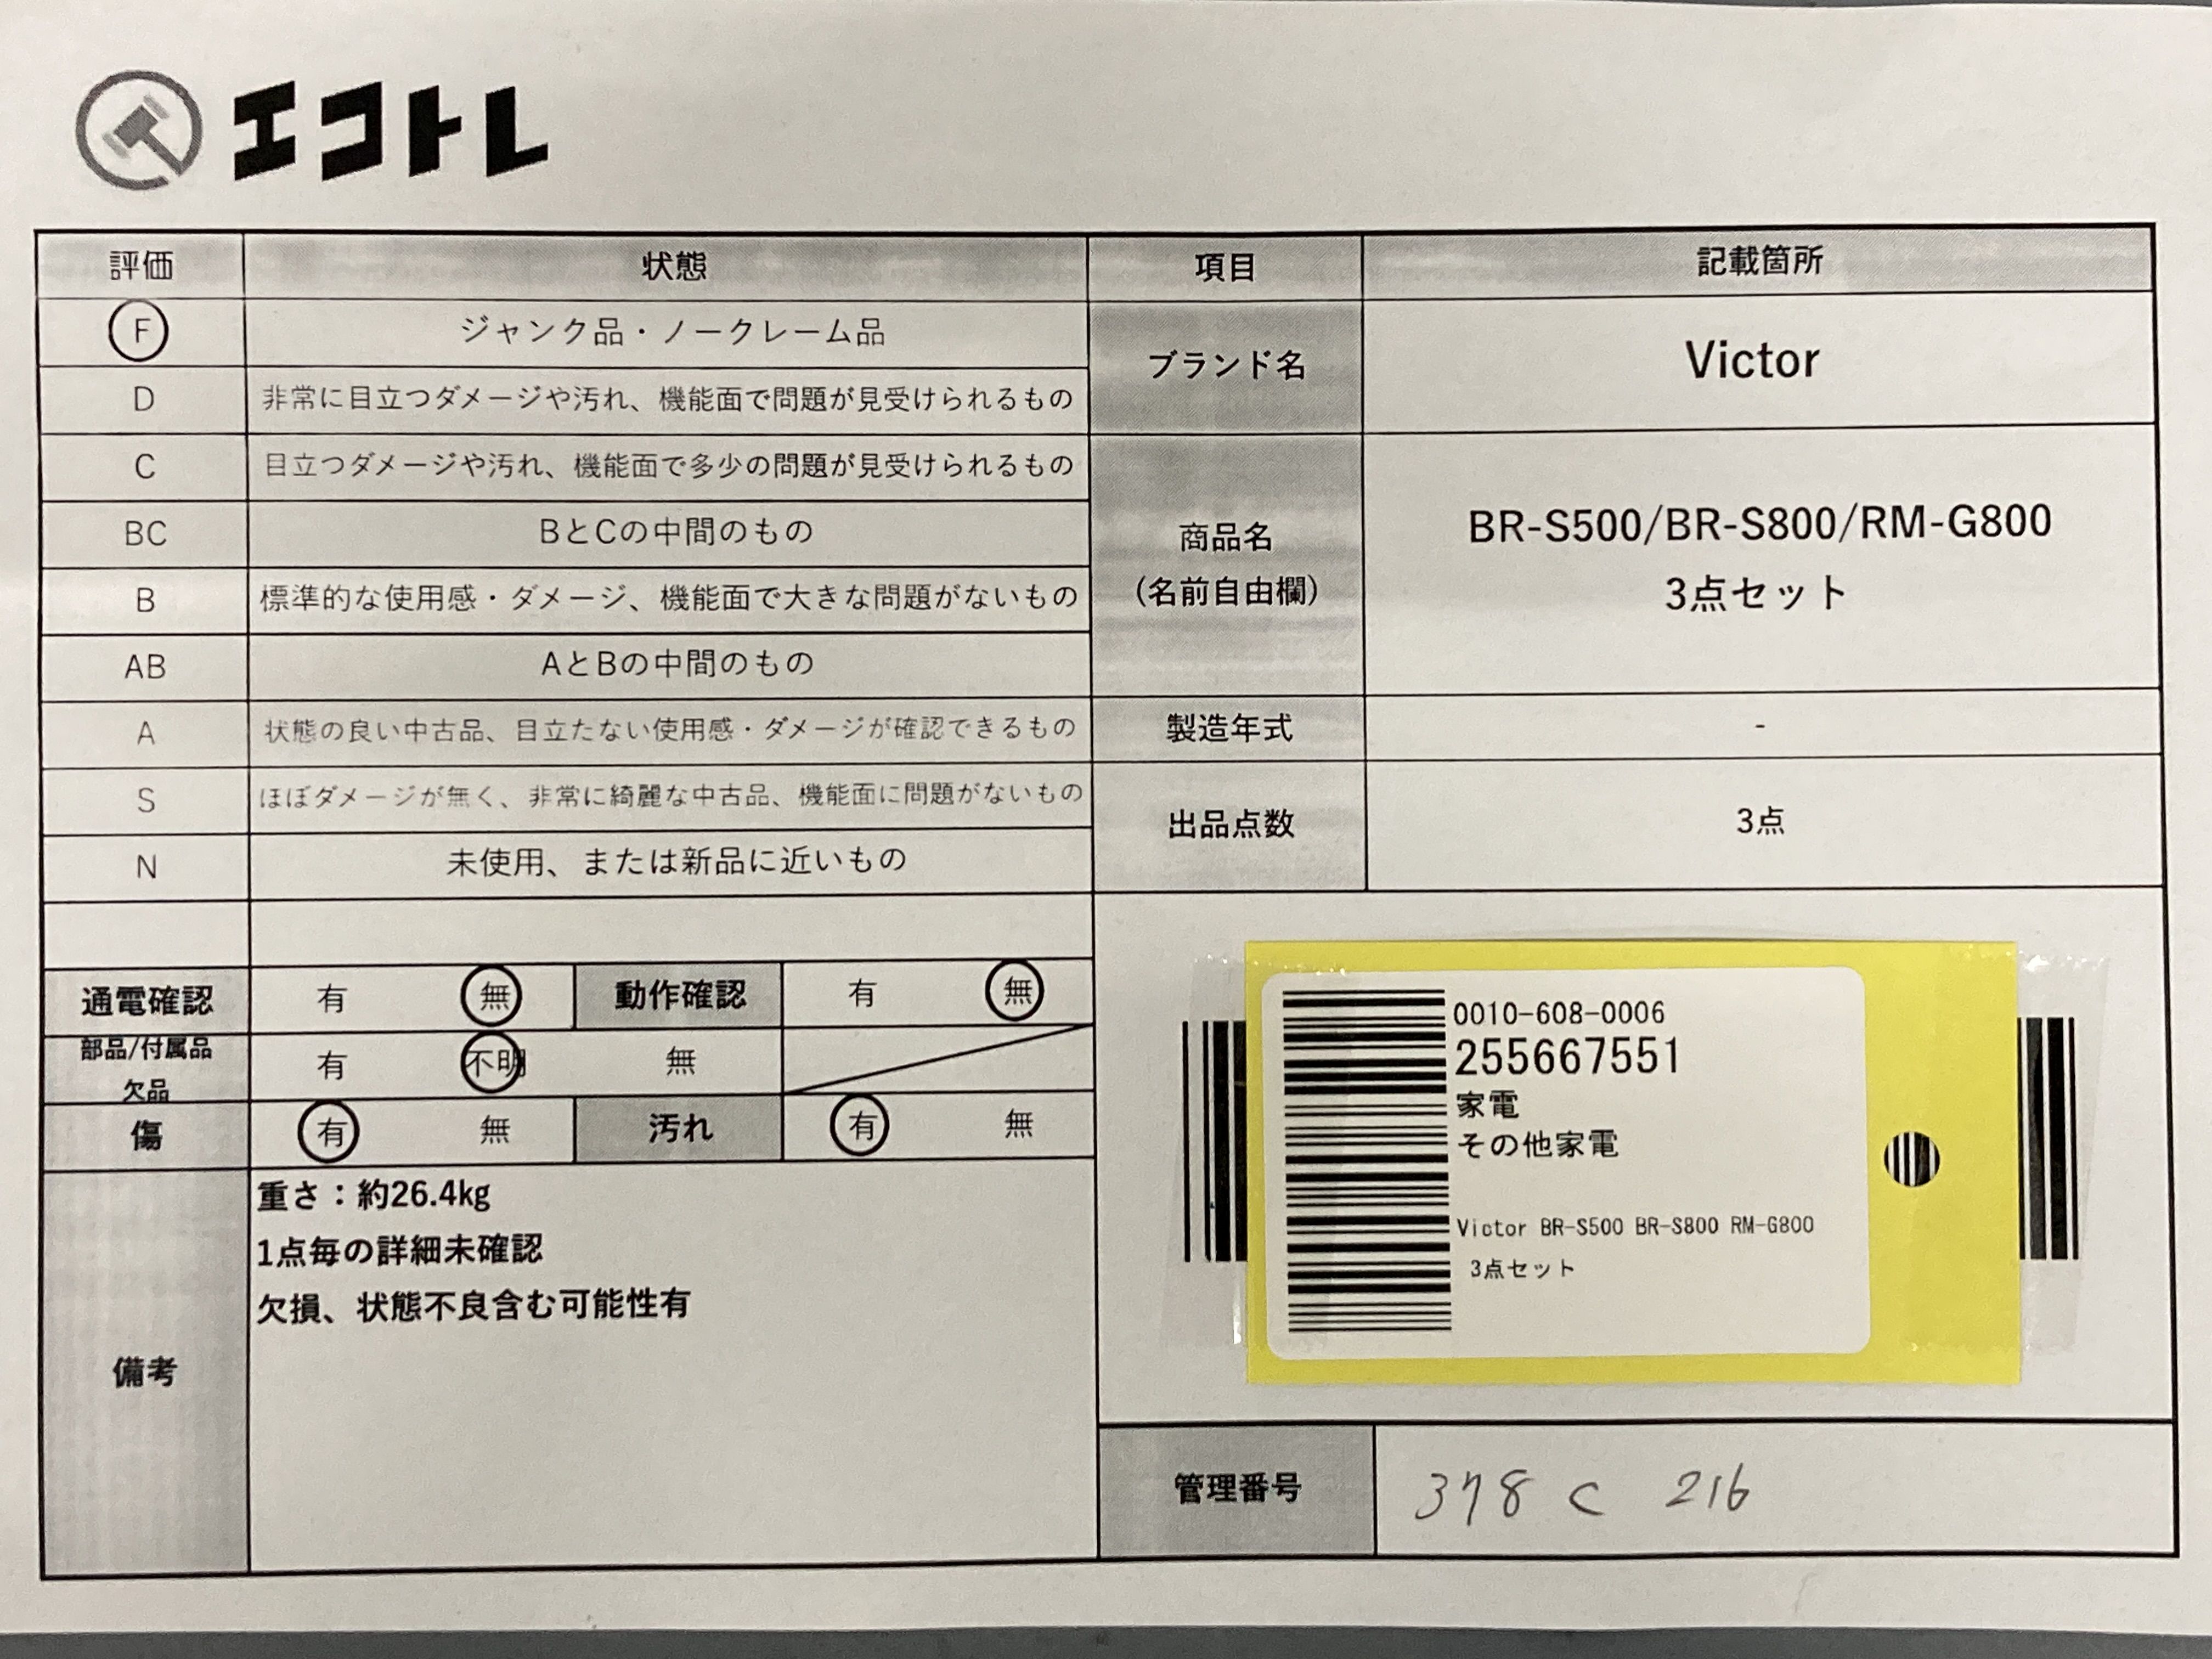 エコトレ
評価 状態 項目 記載箇所
F ジャンク品・ノークレーム品
D 非常に目立つダメージや汚れ、機能面で問題が見受けられるもの
C 目立つダメージや汚れ、機能面で多少の問題が見受けられるもの
BC BとCの中間のもの
B 標準的な使用感・ダメージ、機能面で大きな問題がないもの
AB AとBの中間のもの
A 状態の良い中古品、目立たない使用感・ダメージが確認できるもの
S ほぼダメージが無く、非常に綺麗な中古品、機能面に問題がないもの
N 未使用、または新品に近いもの
ブランド名 Victor
商品名
(名前自由欄)
BR-S500/BR-S800/RM-G800
3点セット
製造年式 -
出品点数 3点
通電確認 有 無 動作確認 有 無
部品/付属品
欠品
有 不明 無
傷 有 無 汚れ 有 無
備考
重さ：約26.4kg
1点毎の詳細未確認
欠損、状態不良含む可能性有
0010-608-0006
255667551
家電
その他家電
Victor BR-S500 BR-S800 RM-G800
3点セット
管理番号 378 C 216